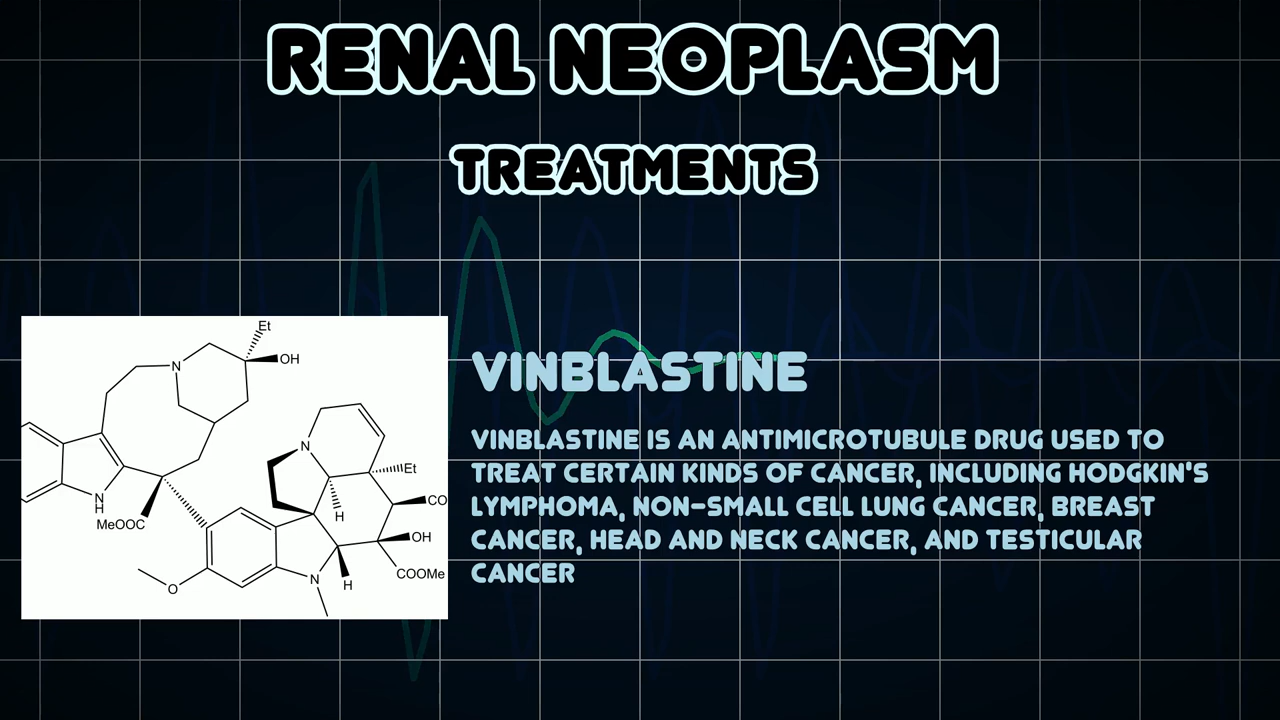 RENAL NEOPLASM
TREATMENTS
Et
N
OH
N
H
MeOOC
N
Et
H
CO
OH
O
N
H
COOMe
VINBLASTINE
VINBLASTINE IS AN ANTIMICROTUBULE DRUG USED TO
TREAT CERTAIN KINDS OF CANCER, INCLUDING HODGKIN'S
LYMPHOMA, NON-SMALL CELL LUNG CANCER, BREAST
CANCER, HEAD AND NECK CANCER, AND TESTICULAR
CANCER